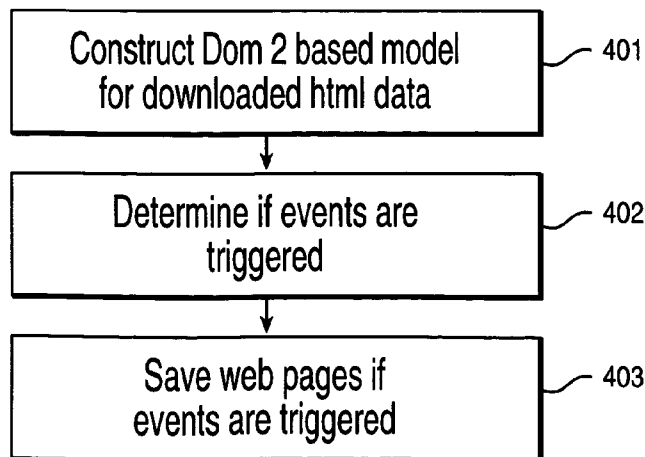 Construct Dom 2 based model
for downloaded html data
401
Determine if events are
triggered
402
Save web pages if
events are triggered
403